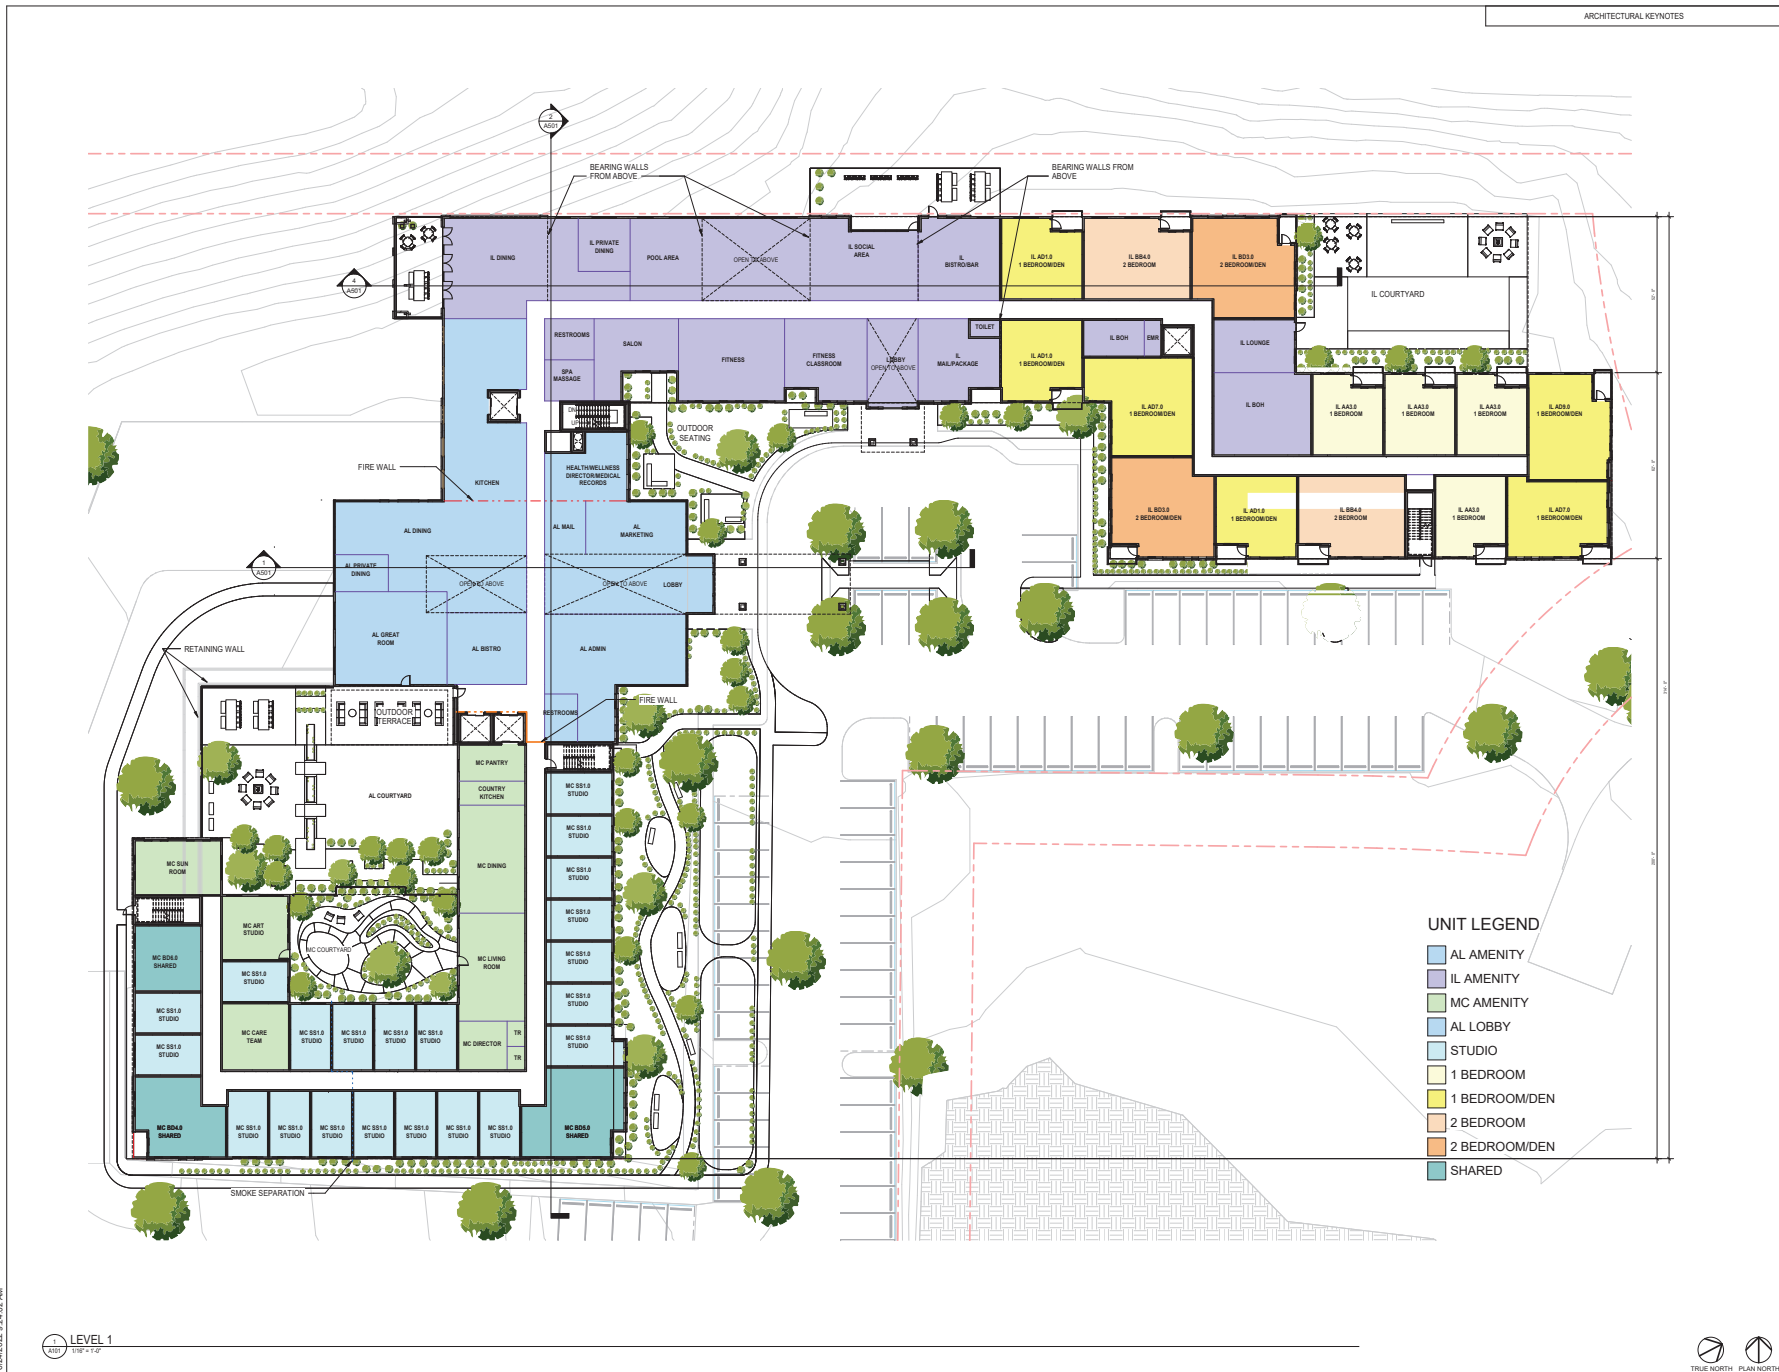 ARCHITECTURAL KEYNOTES
2
A501
BEARING WALLS
FROM ABOVE
BEARING WALLS FROM
ABOVE
IL DINING
IL PRIVATE
DINING
POOL AREA
OPEN TO ABOVE
IL SOCIAL
AREA
IL
BISTRO/BAR
IL AD1.0
1 BEDROOM/DEN
IL BB4.0
2 BEDROOM
IL BD3.0
2 BEDROOM/DEN
4
A501
IL COURTYARD
RESTROOMS
SALON
FITNESS
FITNESS
CLASSROOM
LOBBY
OPEN TO ABOVE
IL
MAIL/PACKAGE
TOILET
IL AD1.0
1 BEDROOM/DEN
IL BOH
EMR
IL LOUNGE
SPA
MASSAGE
IL AD7.0
1 BEDROOM/DEN
IL BOH
IL AA3.0
1 BEDROOM
IL AA3.0
1 BEDROOM
IL AA3.0
1 BEDROOM
IL AD9.0
1 BEDROOM/DEN
DN
UP
OUTDOOR
SEATING
FIRE WALL
KITCHEN
HEALTH/WELLNESS
DIRECTOR/MEDICAL
RECORDS
IL BD3.0
2 BEDROOM/DEN
IL AD1.0
1 BEDROOM/DEN
IL BB4.0
2 BEDROOM
IL AA3.0
1 BEDROOM
IL AD7.0
1 BEDROOM/DEN
AL DINING
AL MAIL
AL
MARKETING
1
A501
AL PRIVATE
DINING
OPEN TO ABOVE
OPEN TO ABOVE
LOBBY
AL GREAT
ROOM
AL BISTRO
AL ADMIN
RETAINING WALL
FIRE WALL
OUTDOOR
TERRACE
RESTROOMS
MC PANTRY
COUNTRY
KITCHEN
AL COURTYARD
MC SS1.0
STUDIO
MC SS1.0
STUDIO
MC SUN
ROOM
MC DINING
MC SS1.0
STUDIO
MC ART
STUDIO
MC SS1.0
STUDIO
MC COURTYARD
MC BD6.0
SHARED
MC LIVING
ROOM
MC SS1.0
STUDIO
MC SS1.0
STUDIO
MC SS1.0
STUDIO
MC SS1.0
STUDIO
MC CARE
TEAM
MC SS1.0
STUDIO
MC SS1.0
STUDIO
MC SS1.0
STUDIO
MC SS1.0
STUDIO
MC DIRECTOR
TR
TR
MC SS1.0
STUDIO
MC SS1.0
STUDIO
MC BD4.0
SHARED
MC SS1.0
STUDIO
MC SS1.0
STUDIO
MC SS1.0
STUDIO
MC SS1.0
STUDIO
MC SS1.0
STUDIO
MC SS1.0
STUDIO
MC SS1.0
STUDIO
MC BD5.0
SHARED
SMOKE SEPARATION
UNIT LEGEND
AL AMENITY
IL AMENITY
MC AMENITY
AL LOBBY
STUDIO
1 BEDROOM
1 BEDROOM/DEN
2 BEDROOM
2 BEDROOM/DEN
SHARED
1
A101
LEVEL 1
1/16" = 1'-0"
TRUE NORTH
PLAN NORTH